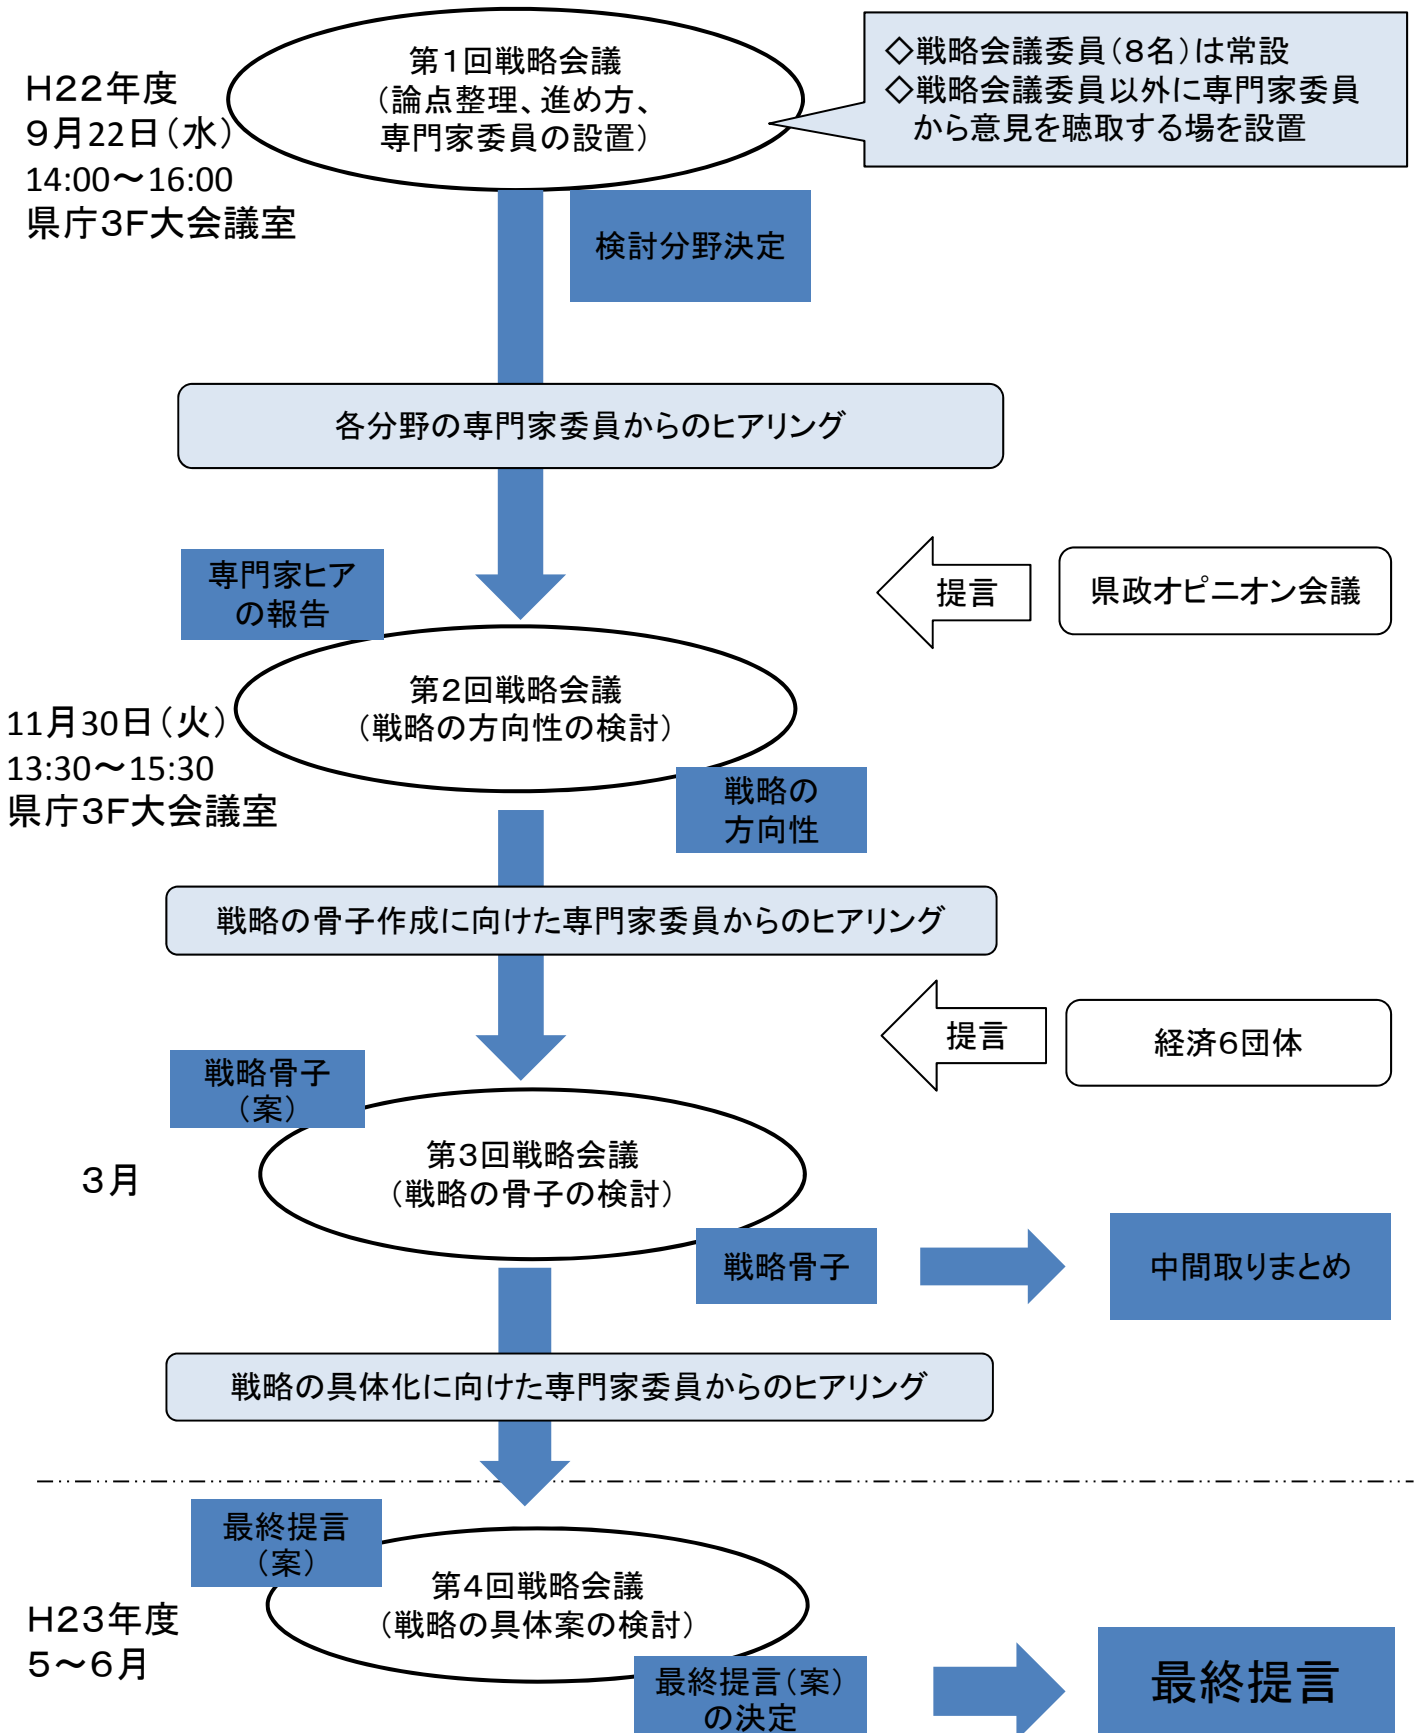 第1回戦略会議
（論点整理、進め方、
専門家委員の設置）
◇戦略会議委員（8名）は常設
◇戦略会議委員以外に専門家委員
から意見を聴取する場を設置
H22年度
9月22日（水）
14:00～16:00
県庁3F大会議室
検討分野決定
各分野の専門家委員からのヒアリング
専門家ヒア
の報告
提言
県政オピニオン会議
第2回戦略会議
（戦略の方向性の検討）
11月30日（火）
13:30～15:30
県庁3F大会議室
戦略の
方向性
戦略の骨子作成に向けた専門家委員からのヒアリング
提言
経済6団体
戦略骨子
（案）
第3回戦略会議
（戦略の骨子の検討）
3月
戦略骨子
中間取りまとめ
戦略の具体化に向けた専門家委員からのヒアリング
最終提言
（案）
第4回戦略会議
（戦略の具体案の検討）
H23年度
5～6月
最終提言（案）
の決定
最終提言